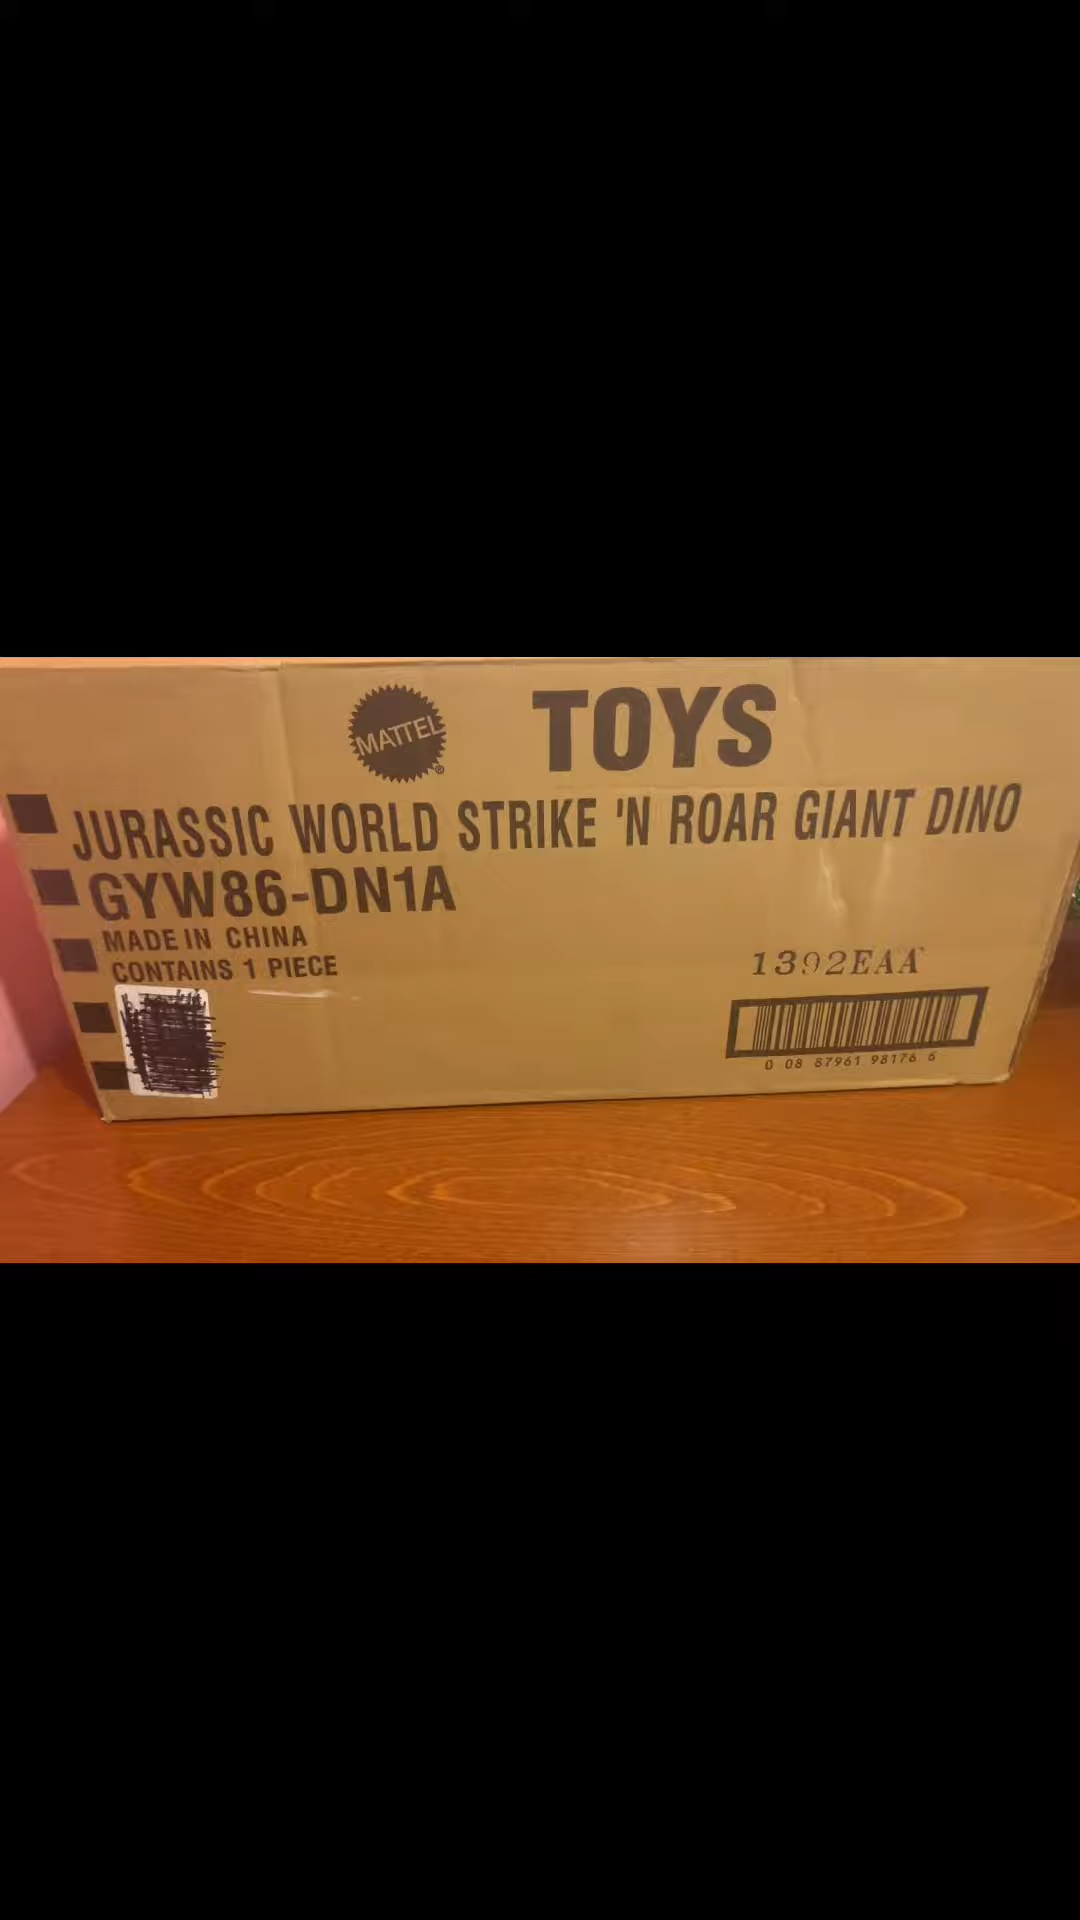 MATTEL
®
TOYS
JURASSIC WORLD STRIKE 'N ROAR GIANT DINO
GYW86-DN1A
MADE IN CHINA
CONTAINS 1 PIECE
1392EAA
0 08 87961 98176 6